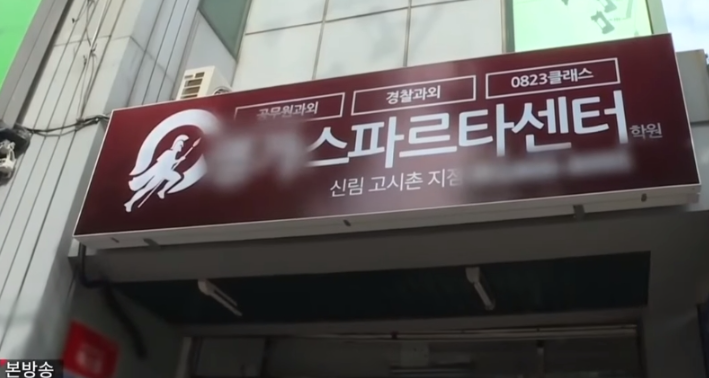 공무원과외 경찰과외 0823클래스
스파르타센터학원
신림 고시촌 지점
본방송